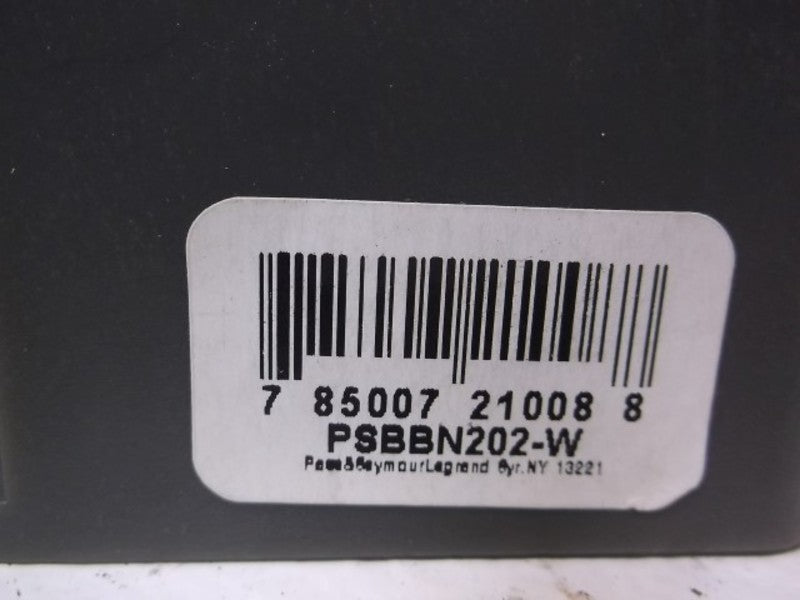 7 85007 21008 8
PSBBN202-W
Pass&SeymourLegrand Syr.NY 13221